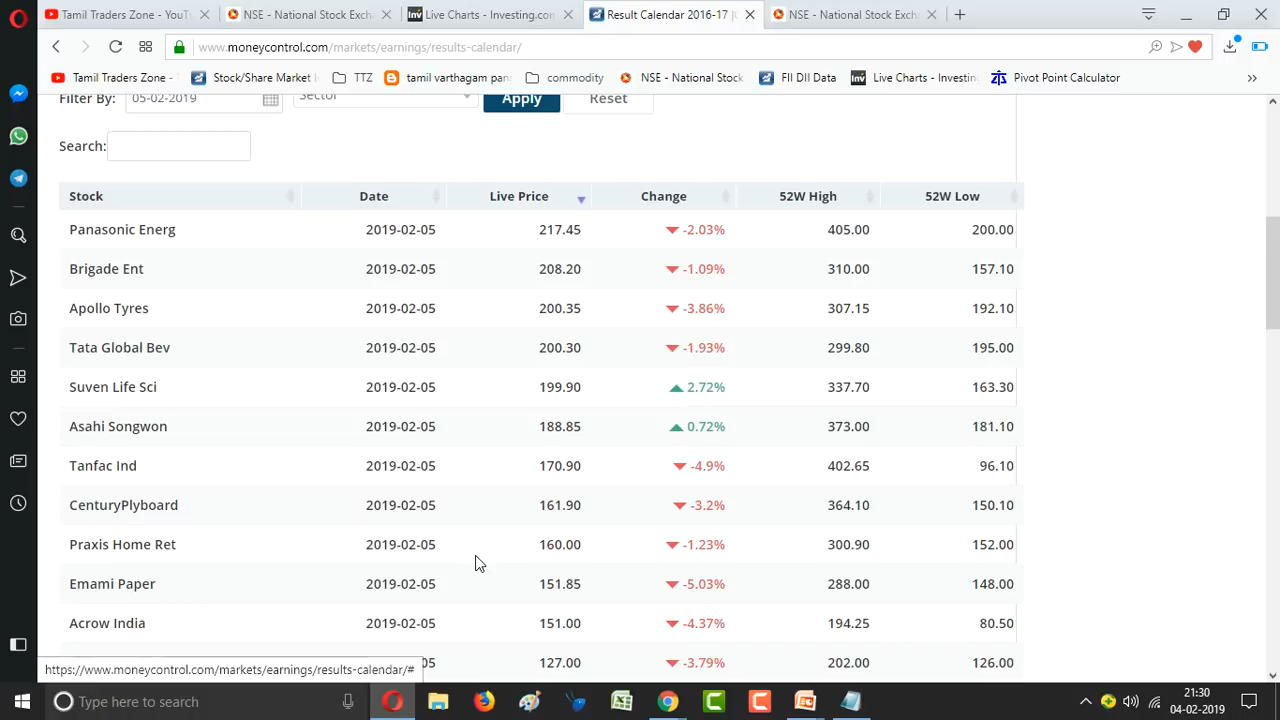 Tamil Traders Zone - YouT
NSE - National Stock Exch
Inv Live Charts - Investing.com
Result Calendar 2016-17 |
NSE - National Stock Exch
www.moneycontrol.com/markets/earnings/results-calendar/
Tamil Traders Zone -
Stock/Share Market
TTZ
tamil varthagam pan
commodity
NSE - National Stock
FII DII Data
Inv Live Charts - Investin
Pivot Point Calculator
Filter By: 05-02-2019 Sector Apply Reset
Search:
Stock Date Live Price Change 52W High 52W Low
Panasonic Energ 2019-02-05 217.45 -2.03% 405.00 200.00
Brigade Ent 2019-02-05 208.20 -1.09% 310.00 157.10
Apollo Tyres 2019-02-05 200.35 -3.86% 307.15 192.10
Tata Global Bev 2019-02-05 200.30 -1.93% 299.80 195.00
Suven Life Sci 2019-02-05 199.90 2.72% 337.70 163.30
Asahi Songwon 2019-02-05 188.85 0.72% 373.00 181.10
Tanfac Ind 2019-02-05 170.90 -4.9% 402.65 96.10
CenturyPlyboard 2019-02-05 161.90 -3.2% 364.10 150.10
Praxis Home Ret 2019-02-05 160.00 -1.23% 300.90 152.00
Emami Paper 2019-02-05 151.85 -5.03% 288.00 148.00
Acrow India 2019-02-05 151.00 -4.37% 194.25 80.50
05 127.00 -3.79% 202.00 126.00
https://www.moneycontrol.com/markets/earnings/results-calendar/#
Type here to search
21:30
04-02-2019